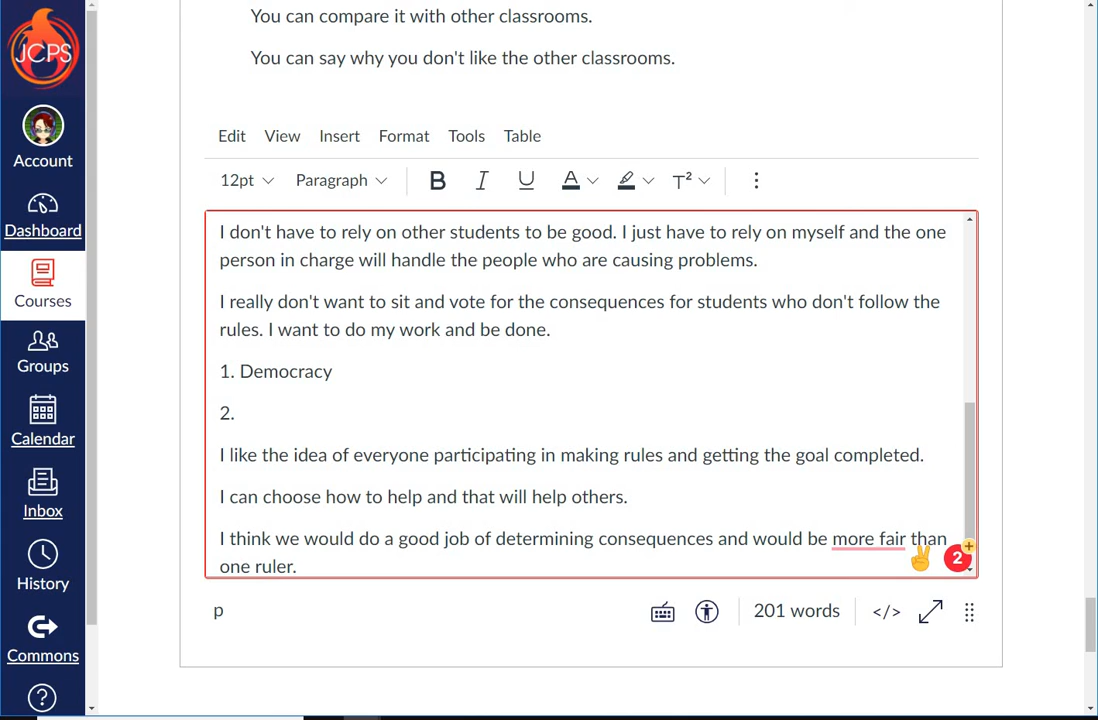 You can compare it with other classrooms.
You can say why you don't like the other classrooms.
JCPS
Account
Dashboard
Courses
Groups
Calendar
Inbox
History
Commons
?
Edit View Insert Format Tools Table
12pt Paragraph B I U A T²
I don't have to rely on other students to be good. I just have to rely on myself and the one
person in charge will handle the people who are causing problems.
I really don't want to sit and vote for the consequences for students who don't follow the
rules. I want to do my work and be done.
1. Democracy
2.
I like the idea of everyone participating in making rules and getting the goal completed.
I can choose how to help and that will help others.
I think we would do a good job of determining consequences and would be more fair than
one ruler.
2
+
p
201 words
</>